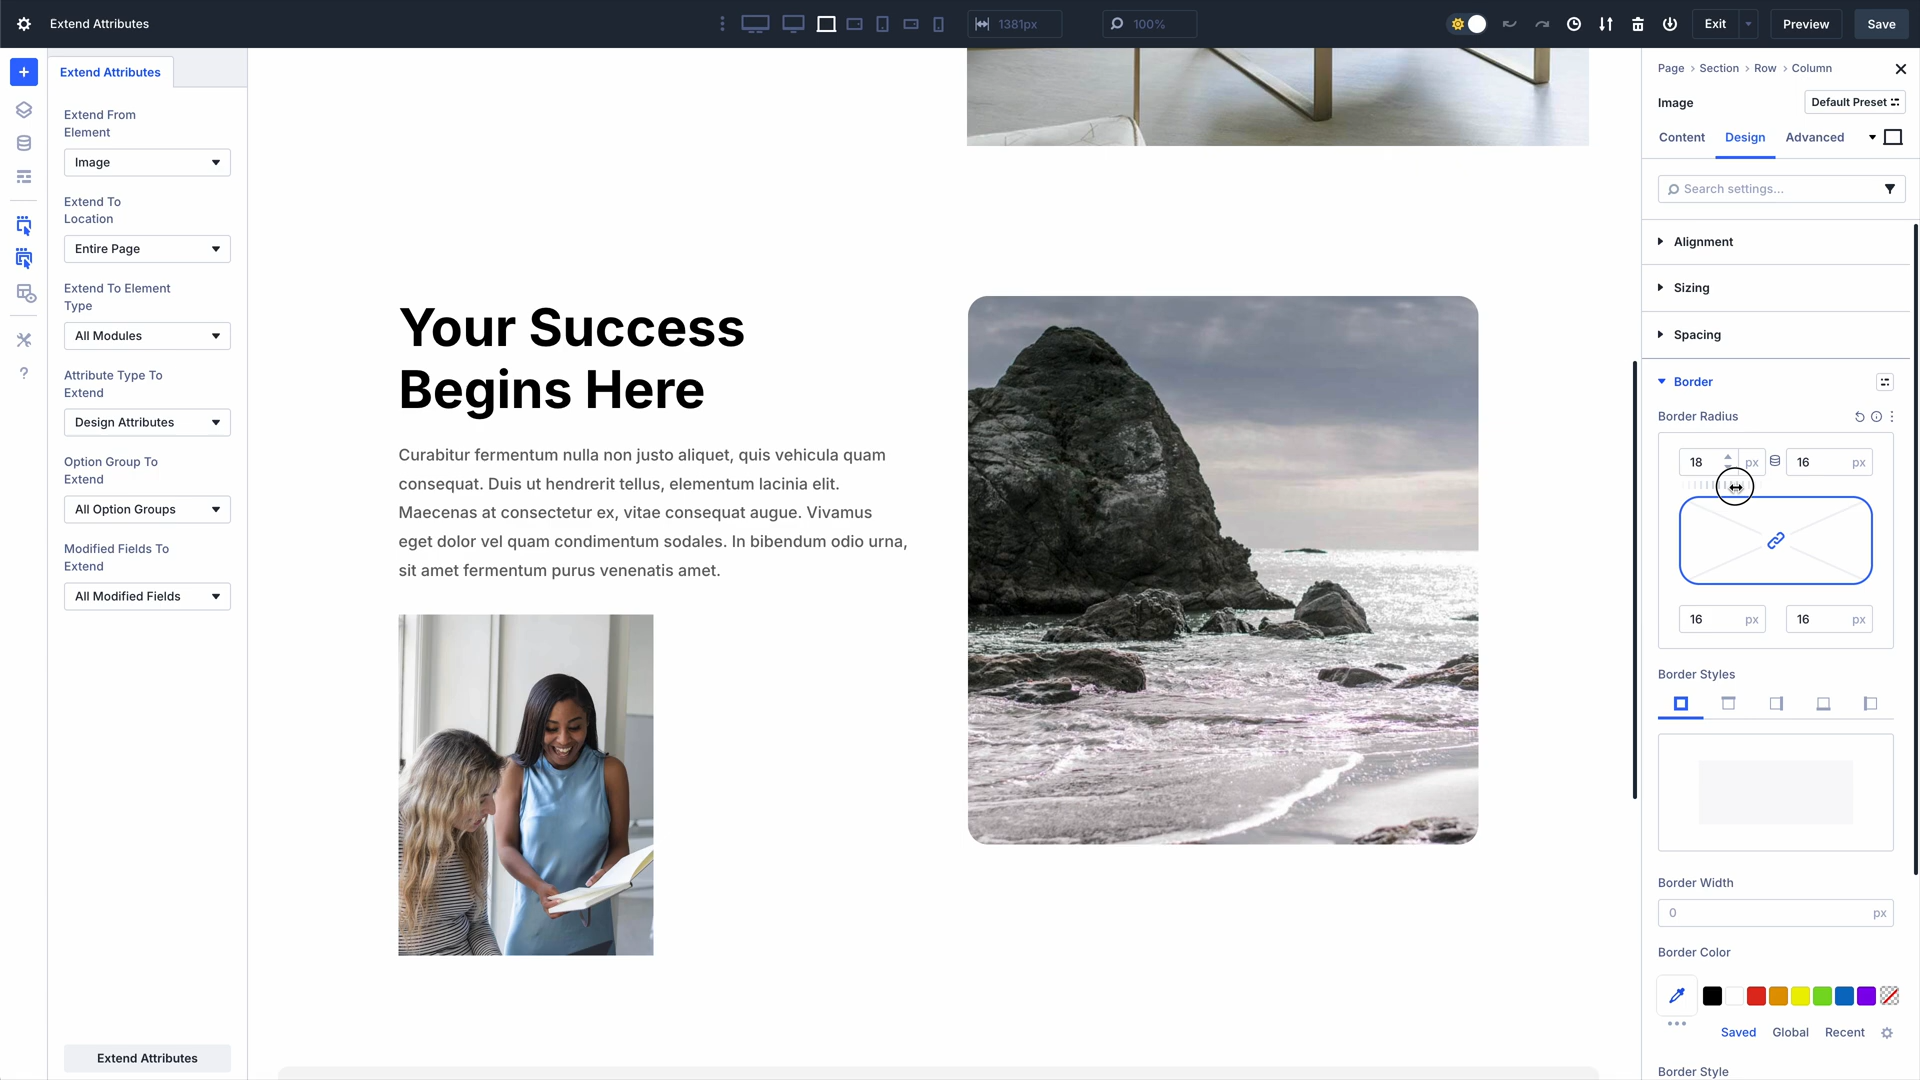 Extend Attributes
1381px
100%
Exit
Preview
Save
Extend Attributes
Extend From
Element
Image
Extend To
Location
Entire Page
Extend To Element
Type
All Modules
Attribute Type To
Extend
Design Attributes
Option Group To
Extend
All Option Groups
Modified Fields To
Extend
All Modified Fields
Extend Attributes
Your Success
Begins Here
Curabitur fermentum nulla non justo aliquet, quis vehicula quam
consequat. Duis ut hendrerit tellus, elementum lacinia elit.
Maecenas at consectetur ex, vitae consequat augue. Vivamus
eget dolor vel quam condimentum sodales. In bibendum odio urna,
sit amet fermentum purus venenatis amet.
Page > Section > Row > Column
Image
Default Preset
Content
Design
Advanced
Search settings...
Alignment
Sizing
Spacing
Border
Border Radius
18 px
16 px
16 px
16 px
Border Styles
Border Width
0 px
Border Color
Saved
Global
Recent
Border Style